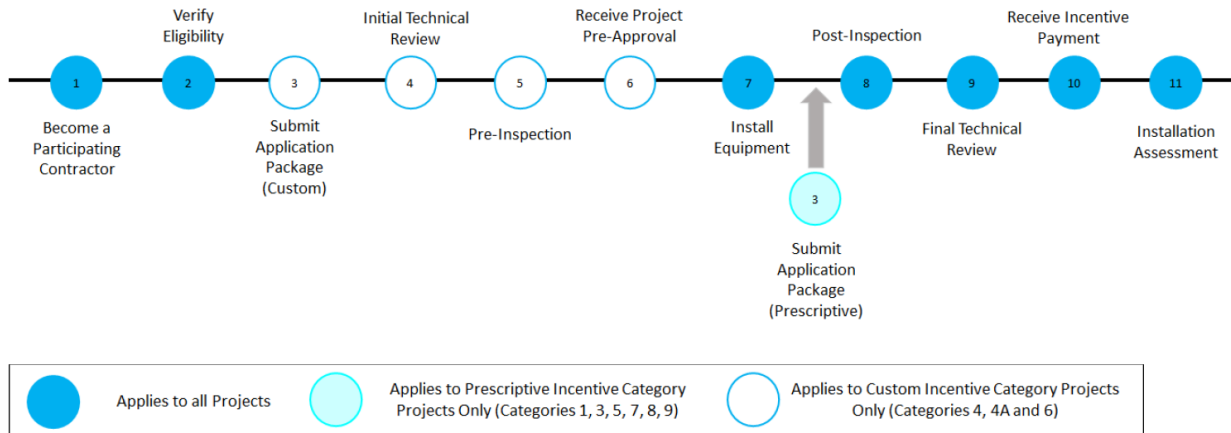 Verify
Eligibility
Initial Technical
Review
Receive Project
Pre-Approval
Post-Inspection
Receive Incentive
Payment
1
2
3
4
5
6
7
8
9
10
11
Become a
Participating
Contractor
Submit
Application
Package
(Custom)
Pre-Inspection
Install
Equipment
Final Technical
Review
Installation
Assessment
3
Submit
Application
Package
(Prescriptive)
Applies to all Projects
Applies to Prescriptive Incentive Category
Projects Only (Categories 1, 3, 5, 7, 8, 9)
Applies to Custom Incentive Category Projects
Only (Categories 4, 4A and 6)